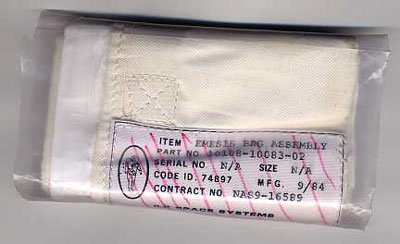 ITEM EMESIS BAG ASSEMBLY
PART NO. 10108-10083-02
SERIAL NO. N/A SIZE N/A
CODE ID. 74897 MFG. 9/84
CONTRACT NO. NAS9-16589
SPACE SYSTEMS